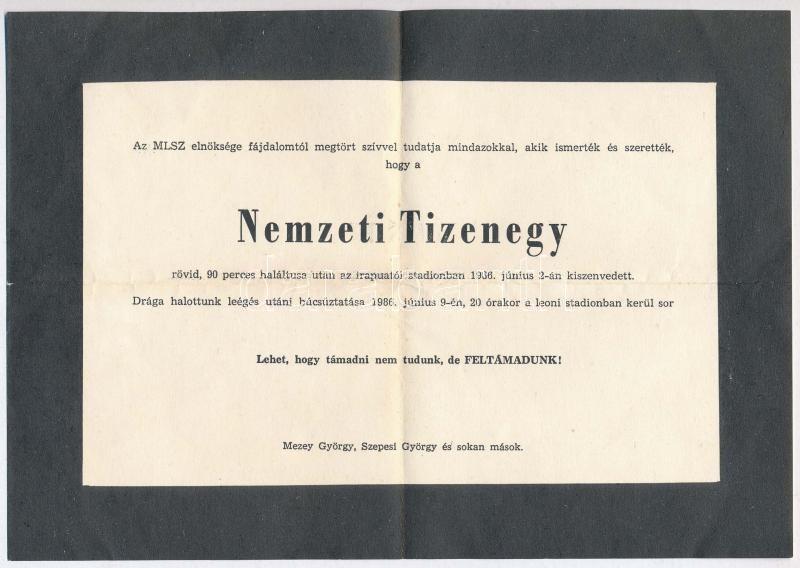 Az MLSZ elnöksége fájdalomtól megtört szívvel tudatja mindazokkal, akik ismerték és szerették,
hogy a
Nemzeti Tizenegy
rövid, 90 perces haláltusa után az irapuatói stadionban 1986. június 2-án kiszenvedett.
Drága halottunk leégés utáni búcsúztatása 1986. június 9-én, 20 órakor a leoni stadionban kerül sor
Lehet, hogy támadni nem tudunk, de FELTÁMADUNK!
Mezey György, Szepesi György és sokan mások.